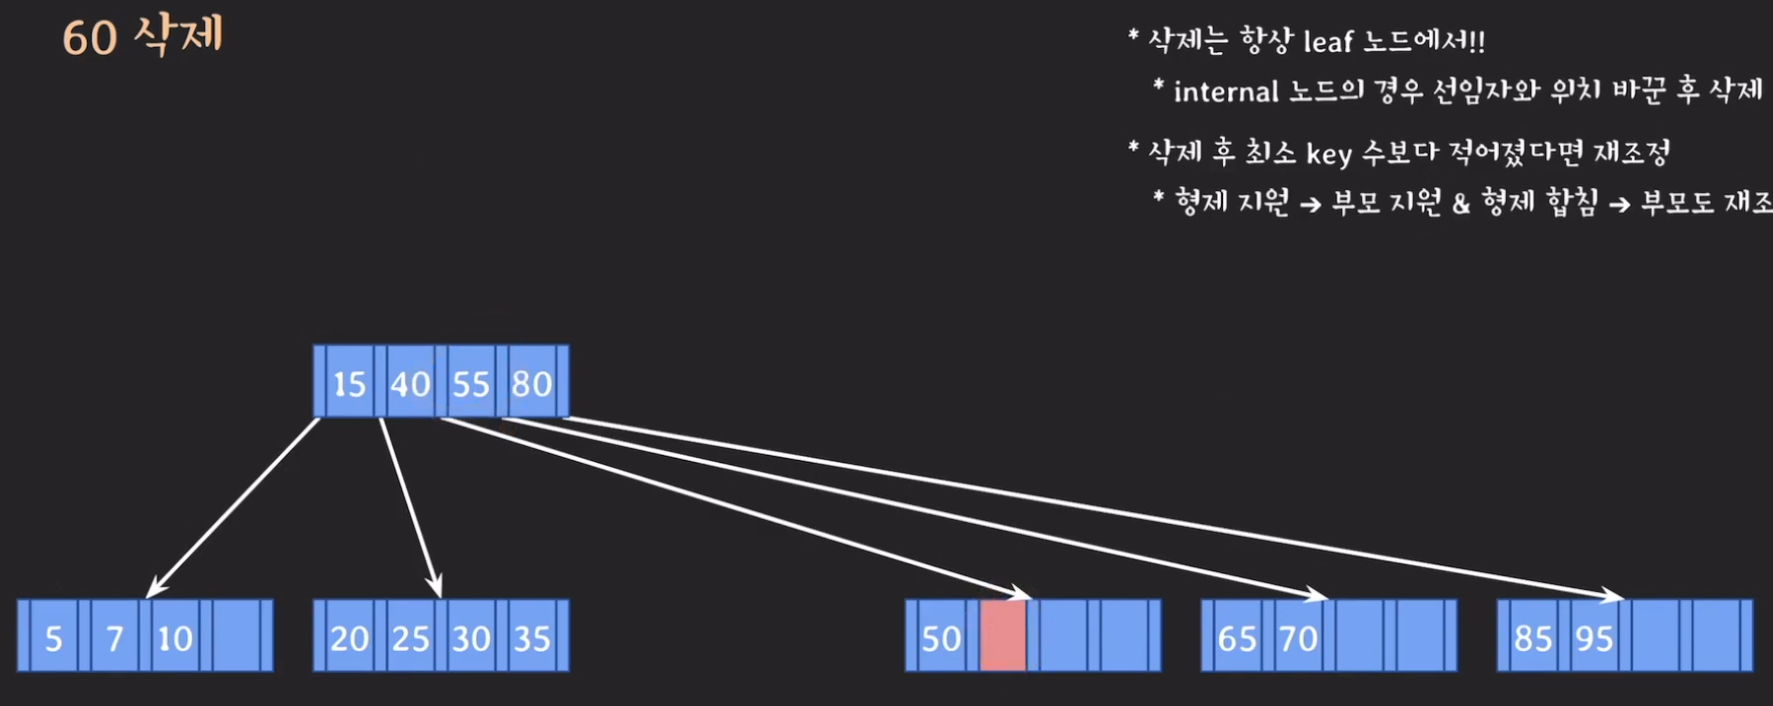 60 삭제
* 삭제는 항상 leaf 노드에서!!
* internal 노드의 경우 선임자와 위치 바꾼 후 삭제
* 삭제 후 최소 key 수보다 적어졌다면 재조정
* 형제 지원 → 부모 지원 & 형제 합침 → 부모도 재조
15 40 55 80
5 7 10
20 25 30 35
50
65 70
85 95